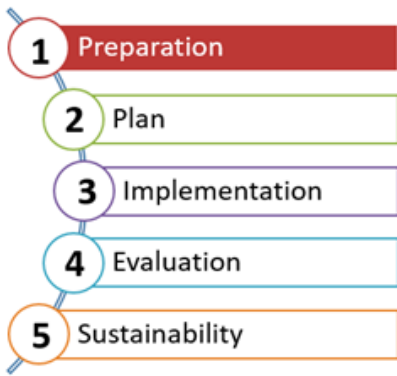 1 Preparation
2 Plan
3 Implementation
4 Evaluation
5 Sustainability